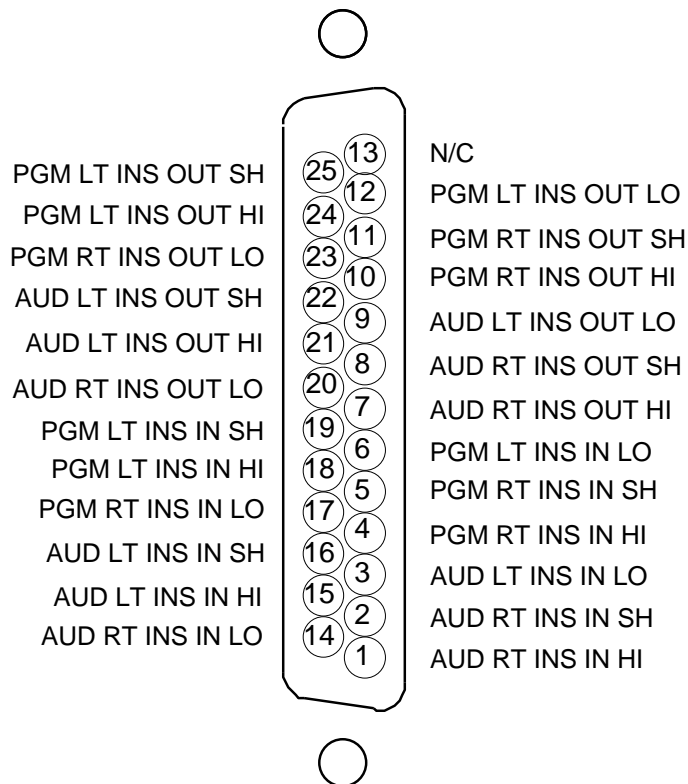 PGM LT INS OUT SH
PGM LT INS OUT HI
PGM RT INS OUT LO
AUD LT INS OUT SH
AUD LT INS OUT HI
AUD RT INS OUT LO
PGM LT INS IN SH
PGM LT INS IN HI
PGM RT INS IN LO
AUD LT INS IN SH
AUD LT INS IN HI
AUD RT INS IN LO
25
24
23
22
21
20
19
18
17
16
15
14
13
12
11
10
9
8
7
6
5
4
3
2
1
N/C
PGM LT INS OUT LO
PGM RT INS OUT SH
PGM RT INS OUT HI
AUD LT INS OUT LO
AUD RT INS OUT SH
AUD RT INS OUT HI
PGM LT INS IN LO
PGM RT INS IN SH
PGM RT INS IN HI
AUD LT INS IN LO
AUD RT INS IN SH
AUD RT INS IN HI